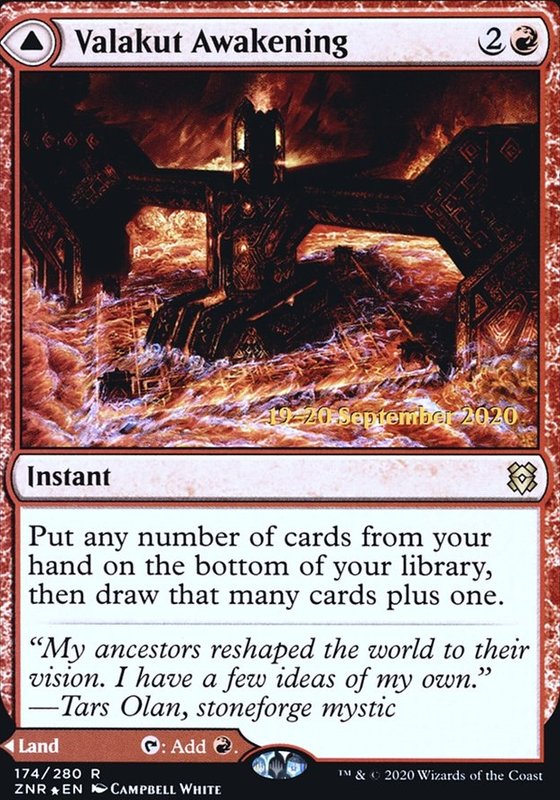 Valakut Awakening 2
19–20 September 2020
Instant
Put any number of cards from your
hand on the bottom of your library,
then draw that many cards plus one.
“My ancestors reshaped the world to their
vision. I have a few ideas of my own.”
—Tars Olan, stoneforge mystic
Land : Add .
174/280 R
ZNR★EN CAMPBELL WHITE
™ & © 2020 Wizards of the Coast